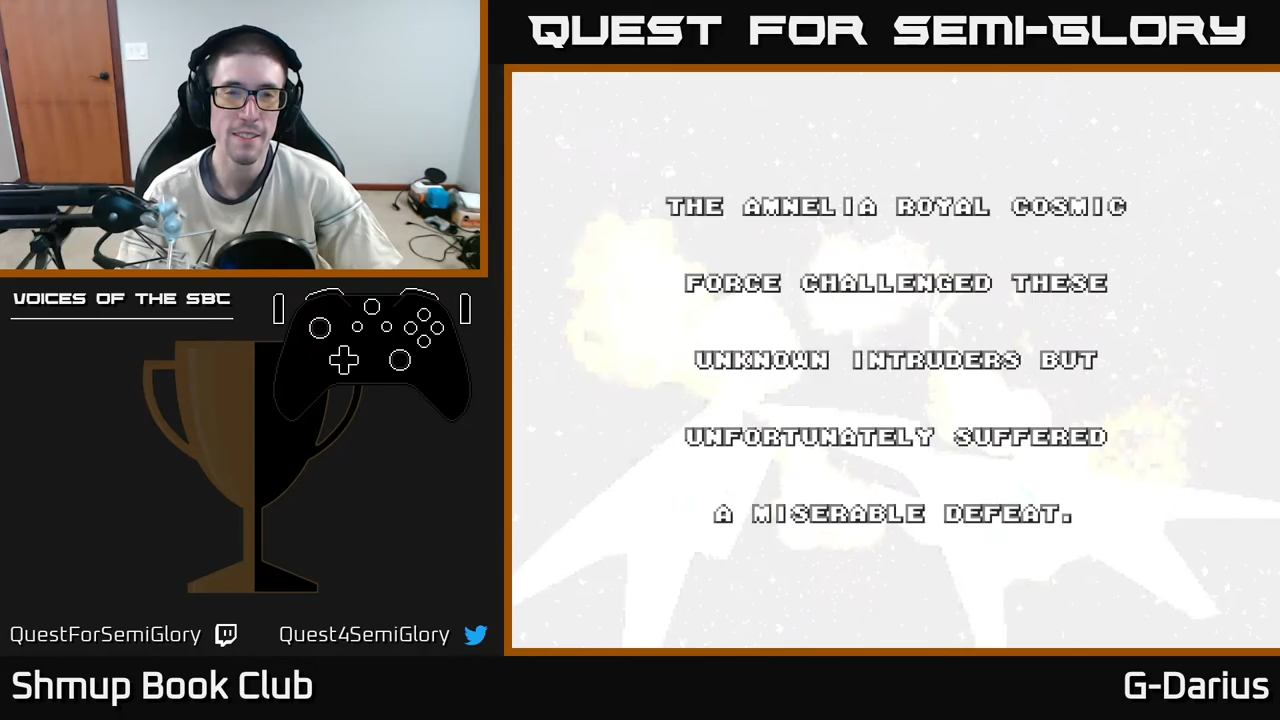 QUEST FOR SEMI-GLORY
THE AMNELIA ROYAL COSMIC
FORCE CHALLENGED THESE
UNKNOWN INTRUDERS BUT
UNFORTUNATELY SUFFERED
A MISERABLE DEFEAT.
VOICES OF THE SBC
QuestForSemiGlory
Quest4SemiGlory
Shmup Book Club
G-Darius